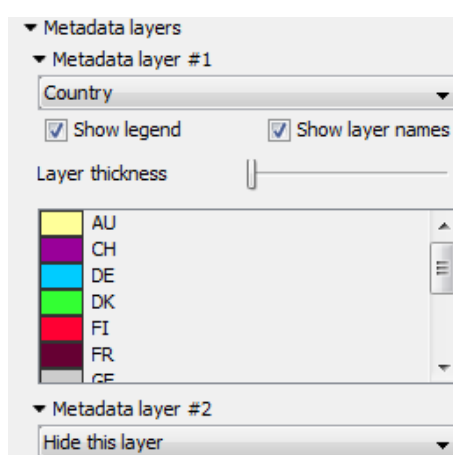 Metadata layers
Metadata layer #1
Country
Show legend Show layer names
Layer thickness
AU
CH
DE
DK
FI
FR
GE
Metadata layer #2
Hide this layer